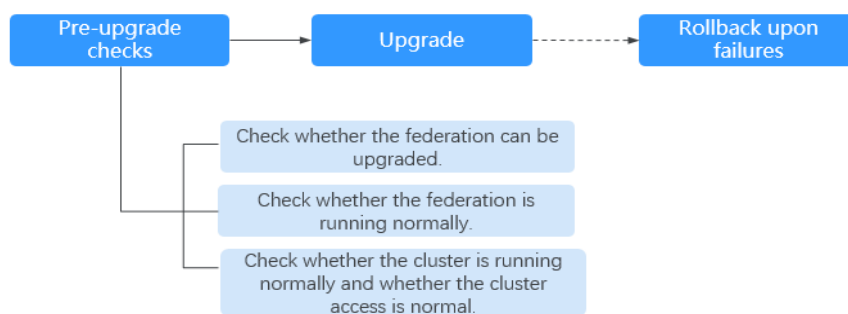 Pre-upgrade
checks
Upgrade
Rollback upon
failures
Check whether the federation can be
upgraded.
Check whether the federation is
running normally.
Check whether the cluster is running
normally and whether the cluster
access is normal.